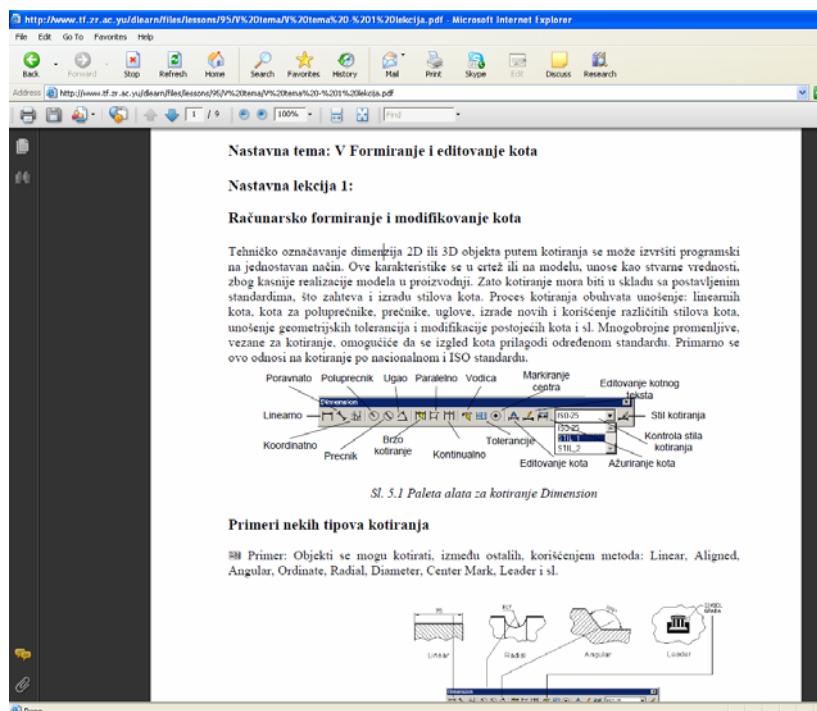 http://www.tf.zr.ac.yu/dlearn/files/lessons/95/V%20tema/V%20tema%20-%201%20lekcija.pdf - Microsoft Internet Explorer
File Edit Go To Favorites Help
Back Forward Stop Refresh Home Search Favorites History Mail Print Skype Edit Discuss Research
Address http://www.tf.zr.ac.yu/dlearn/files/lessons/95/V%20tema/V%20tema%20-%201%20lekcija.pdf
1 / 9 100% Find
Nastavna tema: V Formiranje i editovanje kota
Nastavna lekcija 1:
Računarsko formiranje i modifikovanje kota
Tehničko označavanje dimenzija 2D ili 3D objekta putem kotiranja se može izvršiti programski
na jednostavan način. Ove karakteristike se u crtež ili na modelu, unose kao stvarne vrednosti,
zbog kasnije realizacije modela u proizvodnji. Zato kotiranje mora biti u skladu sa postavljenim
standardima, što zahteva i izradu stilova kota. Proces kotiranja obuhvata unošenje: linearnih
kota, kota za poluprečnike, prečnike, uglove, izrade novih i korišćenje različitih stilova kota,
unošenje geometrijskih tolerancija i modifikacije postojećih kota i sl. Mnogobrojne promenljive,
vezane za kotiranje, omogućiće da se izgled kota prilagodi određenom standardu. Primarno se
ovo odnosi na kotiranje po nacionalnom i ISO standardu.
Poravnato Poluprecnik Ugao Paralelno Vodica Markiranje centra Editovanje kotnog teksta
Dimension
Linearno ISO-25 Stil kotiranja
ISO-25
STIL_1
STIL_2
Koordinatno Precnik Brzo kotiranje Kontinualno Tolerancije Editovanje kota Ažuriranje kota Kontrola stila kotiranja
Sl. 5.1 Paleta alata za kotiranje Dimension
Primeri nekih tipova kotiranja
Primer: Objekti se mogu kotirati, između ostalih, korišćenjem metoda: Linear, Aligned,
Angular, Ordinate, Radial, Diameter, Center Mark, Leader i sl.
Linear Radial Angular Leader
Dimension